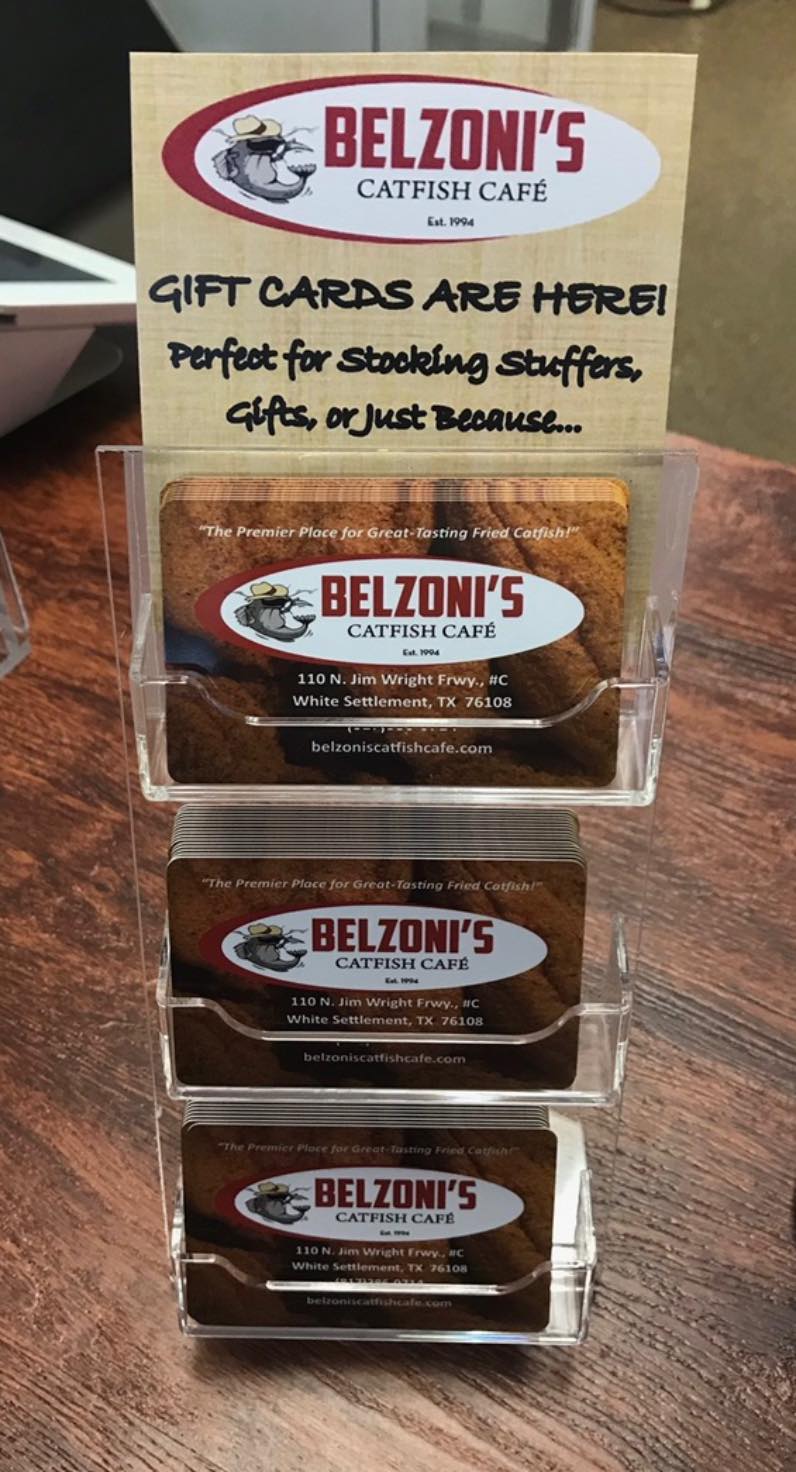 BELZONI'S
CATFISH CAFÉ
Est. 1994
GIFT CARDS ARE HERE!
Perfect for Stocking Stuffers,
Gifts, or Just Because...
"The Premier Place for Great-Tasting Fried Catfish!"
BELZONI'S
CATFISH CAFÉ
Est. 1994
110 N. Jim Wright Frwy., #C
White Settlement, TX 76108
belzoniscatfishcafe.com
"The Premier Place for Great-Tasting Fried Catfish!"
BELZONI'S
CATFISH CAFÉ
Est. 1994
110 N. Jim Wright Frwy., #C
White Settlement, TX 76108
belzoniscatfishcafe.com
"The Premier Place for Great-Tasting Fried Catfish!"
BELZONI'S
CATFISH CAFÉ
Est. 1994
110 N. Jim Wright Frwy., #C
White Settlement, TX 76108
belzoniscatfishcafe.com